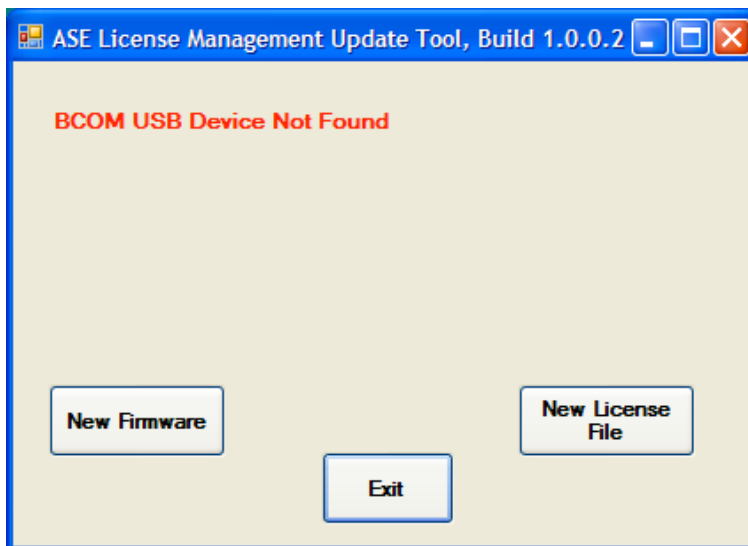 ASE License Management Update Tool, Build 1.0.0.2
BCOM USB Device Not Found
New Firmware
New License
File
Exit